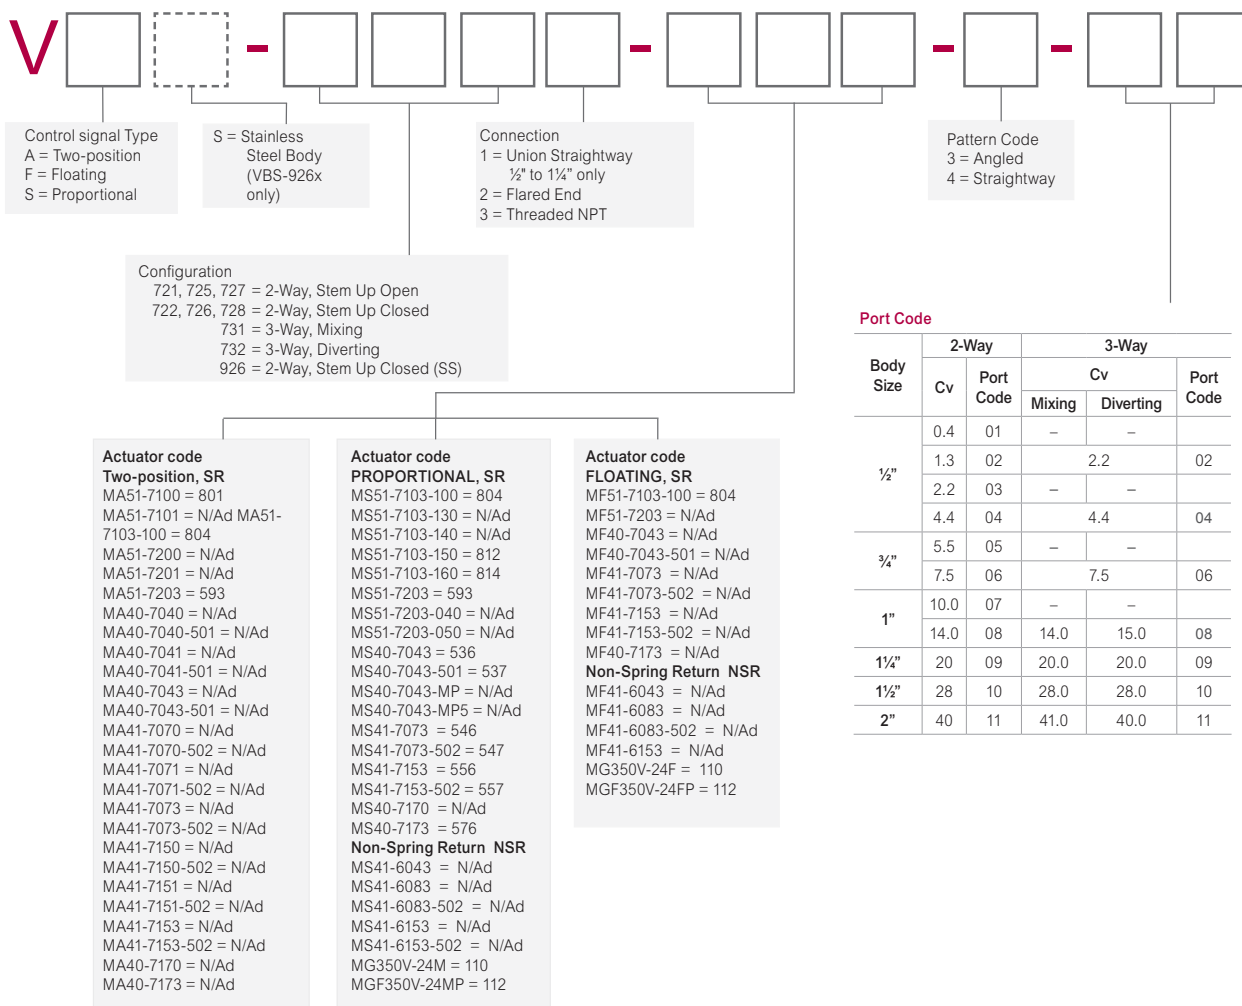 V - - - -
Control signal Type
A = Two-position
F = Floating
S = Proportional
S = Stainless
Steel Body
(VBS-926x
only)
Connection
1 = Union Straightway
½" to 1¼” only
2 = Flared End
3 = Threaded NPT
Pattern Code
3 = Angled
4 = Straightway
Configuration
721, 725, 727 = 2-Way, Stem Up Open
722, 726, 728 = 2-Way, Stem Up Closed
731 = 3-Way, Mixing
732 = 3-Way, Diverting
926 = 2-Way, Stem Up Closed (SS)
Actuator code
Two-position, SR
MA51-7100 = 801
MA51-7101 = N/Ad MA51-
7103-100 = 804
MA51-7200 = N/Ad
MA51-7201 = N/Ad
MA51-7203 = 593
MA40-7040 = N/Ad
MA40-7040-501 = N/Ad
MA40-7041 = N/Ad
MA40-7041-501 = N/Ad
MA40-7043 = N/Ad
MA40-7043-501 = N/Ad
MA41-7070 = N/Ad
MA41-7070-502 = N/Ad
MA41-7071 = N/Ad
MA41-7071-502 = N/Ad
MA41-7073 = N/Ad
MA41-7073-502 = N/Ad
MA41-7150 = N/Ad
MA41-7150-502 = N/Ad
MA41-7151 = N/Ad
MA41-7151-502 = N/Ad
MA41-7153 = N/Ad
MA41-7153-502 = N/Ad
MA40-7170 = N/Ad
MA40-7173 = N/Ad
Actuator code
PROPORTIONAL, SR
MS51-7103-100 = 804
MS51-7103-130 = N/Ad
MS51-7103-140 = N/Ad
MS51-7103-150 = 812
MS51-7103-160 = 814
MS51-7203 = 593
MS51-7203-040 = N/Ad
MS51-7203-050 = N/Ad
MS40-7043 = 536
MS40-7043-501 = 537
MS40-7043-MP = N/Ad
MS40-7043-MP5 = N/Ad
MS41-7073 = 546
MS41-7073-502 = 547
MS41-7153 = 556
MS41-7153-502 = 557
MS40-7170 = N/Ad
MS40-7173 = 576
Non-Spring Return NSR
MS41-6043 = N/Ad
MS41-6083 = N/Ad
MS41-6083-502 = N/Ad
MS41-6153 = N/Ad
MS41-6153-502 = N/Ad
MG350V-24M = 110
MGF350V-24MP = 112
Actuator code
FLOATING, SR
MF51-7103-100 = 804
MF51-7203 = N/Ad
MF40-7043 = N/Ad
MF40-7043-501 = N/Ad
MF41-7073 = N/Ad
MF41-7073-502 = N/Ad
MF41-7153 = N/Ad
MF41-7153-502 = N/Ad
MF40-7173 = N/Ad
Non-Spring Return NSR
MF41-6043 = N/Ad
MF41-6083 = N/Ad
MF41-6083-502 = N/Ad
MF41-6153 = N/Ad
MG350V-24F = 110
MGF350V-24FP = 112
Port Code
Body Size 2-Way 3-Way
Cv Port Code Cv Port Code
Mixing Diverting
½” 0.4 01 – –
1.3 02 2.2 02
2.2 03 – –
4.4 04 4.4 04
¾” 5.5 05 – –
7.5 06 7.5 06
1” 10.0 07 – –
14.0 08 14.0 15.0 08
1¼” 20 09 20.0 20.0 09
1½” 28 10 28.0 28.0 10
2” 40 11 41.0 40.0 11